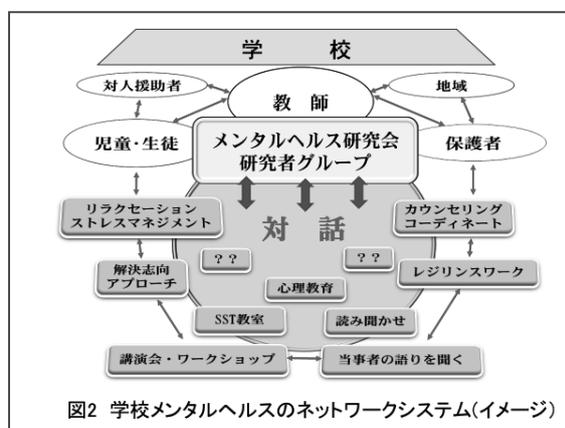 学　校
対人援助者
地域
教 師
児童・生徒
保護者
メンタルヘルス研究会
研究者グループ
リラクセーション
ストレスマネジメント
カウンセリング
コーディネート
対 話
? ?
? ?
解決志向
アプローチ
レジリンスワーク
心理教育
SST教室
読み聞かせ
講演会・ワークショップ
当事者の語りを聞く
図2 学校メンタルヘルスのネットワークシステム(イメージ)